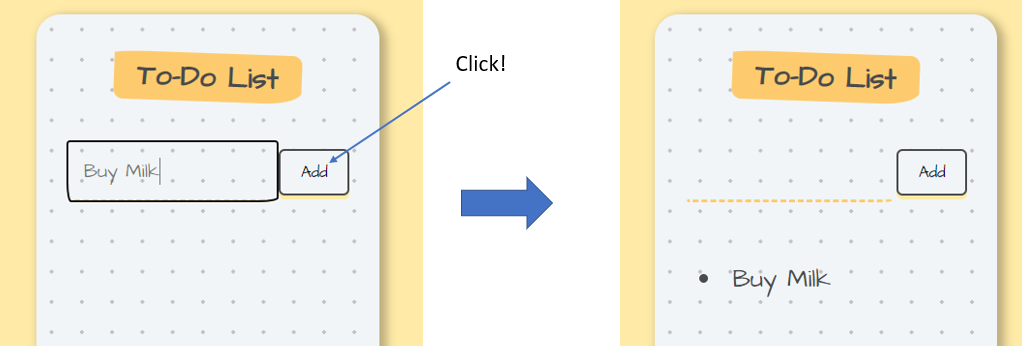 Click!
To-Do List
Buy Milk
Add
To-Do List
Add
Buy Milk